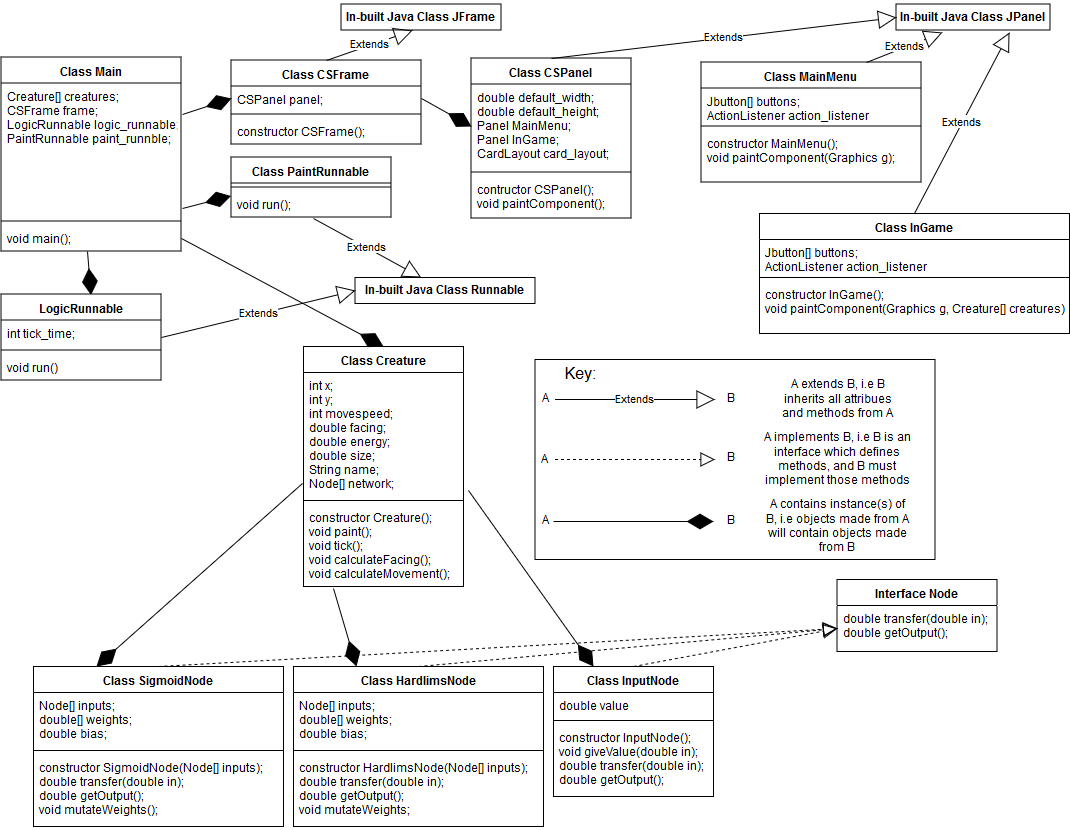 In-built Java Class JFrame
In-built Java Class JPanel
Extends
Extends
Extends
Class Main
Creature[] creatures;
CSFrame frame;
LogicRunnable logic_runnable;
PaintRunnable paint_runnble;
void main();
Class CSFrame
CSPanel panel;
constructor CSFrame();
Class CSPanel
double default_width;
double default_height;
Panel MainMenu;
Panel InGame;
CardLayout card_layout;
contructor CSPanel();
void paintComponent();
Class MainMenu
Jbutton[] buttons;
ActionListener action_listener
constructor MainMenu();
void paintComponent(Graphics g);
Extends
Class PaintRunnable
void run();
Extends
Class InGame
Jbutton[] buttons;
ActionListener action_listener
constructor InGame();
void paintComponent(Graphics g, Creature[] creatures)
In-built Java Class Runnable
LogicRunnable
int tick_time;
void run()
Extends
Class Creature
int x;
int y;
int movespeed;
double facing;
double energy;
double size;
String name;
Node[] network;
constructor Creature();
void paint();
void tick();
void calculateFacing();
void calculateMovement();
Key:
A
Extends
B
A extends B, i.e B
inherits all attribues
and methods from A
A
B
A implements B, i.e B is an
interface which defines
methods, and B must
implement those methods
A
B
A contains instance(s) of
B, i.e objects made from A
will contain objects made
from B
Interface Node
double transfer(double in);
double getOutput();
Class SigmoidNode
Node[] inputs;
double[] weights;
double bias;
constructor SigmoidNode(Node[] inputs);
double transfer(double in);
double getOutput();
void mutateWeights();
Class HardlimsNode
Node[] inputs;
double[] weights;
double bias;
constructor HardlimsNode(Node[] inputs);
double transfer(double in);
double getOutput();
void mutateWeights;
Class InputNode
double value
constructor InputNode();
void giveValue(double in);
double transfer(double in);
double getOutput();